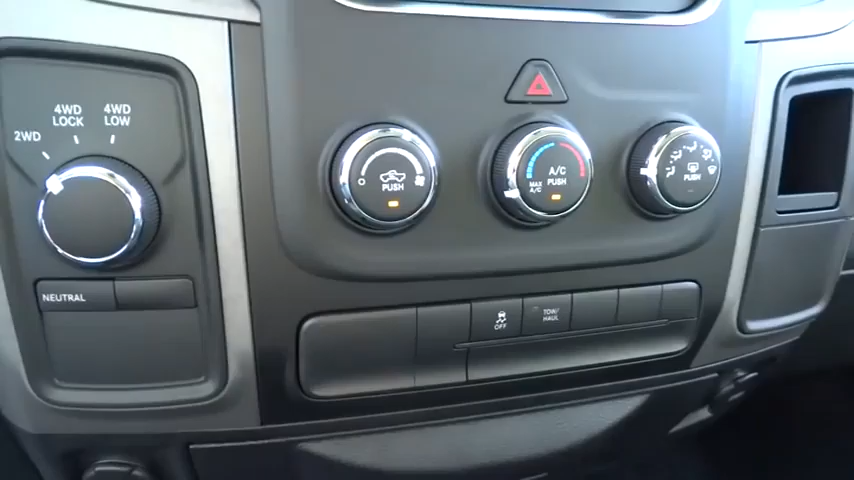 4WD LOCK
4WD LOW
2WD
NEUTRAL
O
PUSH
A/C
PUSH
MAX A/C
PUSH
OFF
TOW/
HAUL